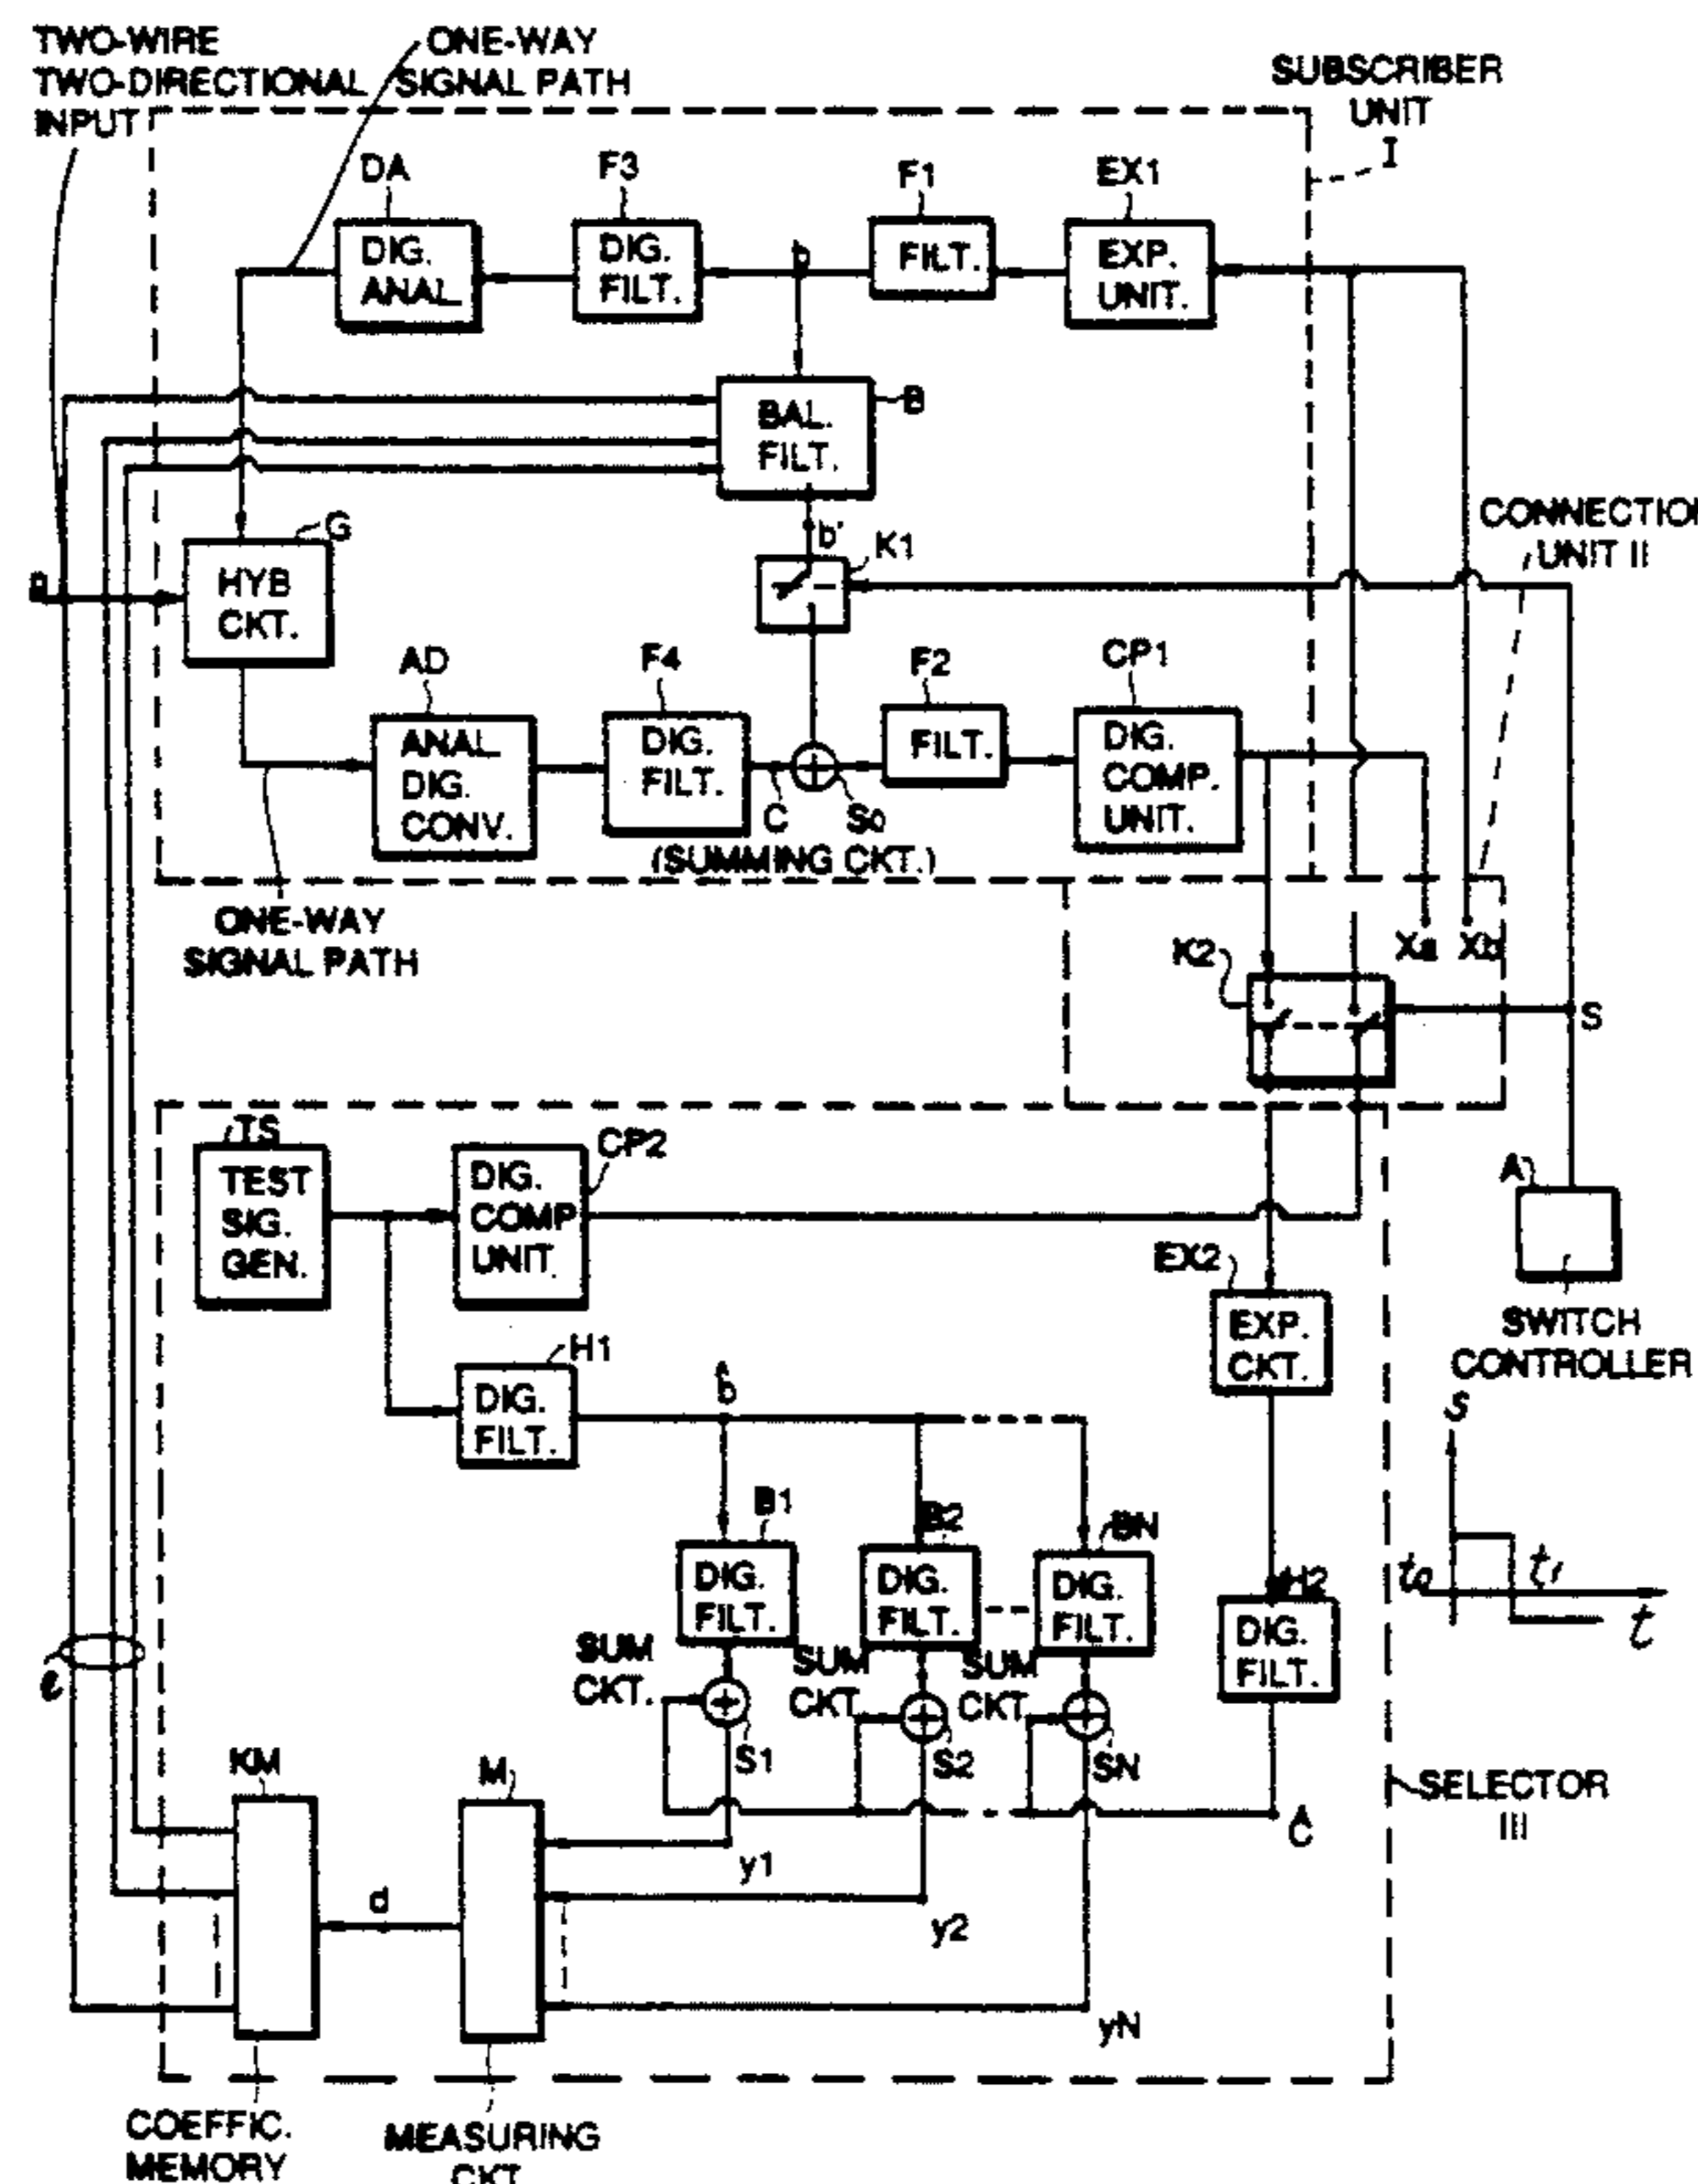 TWO-WIRE
TWO-DIRECTIONAL
INPUT
ONE-WAY
SIGNAL PATH
SUBSCRIBER
UNIT
I
DA
DIG.
ANAL.
F3
DIG.
FILT.
b
F1
FILT.
EX1
EXP.
UNIT.
B
BAL.
FILT.
b'
K1
CONNECTION
UNIT II
G
HYB
CKT.
a
AD
ANAL
DIG.
CONV.
F4
DIG.
FILT.
C
So
(SUMMING CKT.)
F2
FILT.
CP1
DIG.
COMP.
UNIT.
ONE-WAY
SIGNAL PATH
Xa
Xb
K2
S
TS
TEST
SIG.
GEN.
CP2
DIG.
COMP
UNIT.
A
SWITCH
CONTROLLER
EX2
EXP.
CKT.
H1
DIG.
FILT.
b̂
B1
DIG.
FILT.
B2
DIG.
FILT.
BN
DIG.
FILT.
H2
DIG.
FILT.
S
to
t1
t
SUM
CKT.
S1
SUM
CKT
S2
SUM
CKT
SN
e
KM
M
Ĉ
SELECTOR
III
y1
y2
yN
d
COEFFIC.
MEMORY
MEASURING
CKT